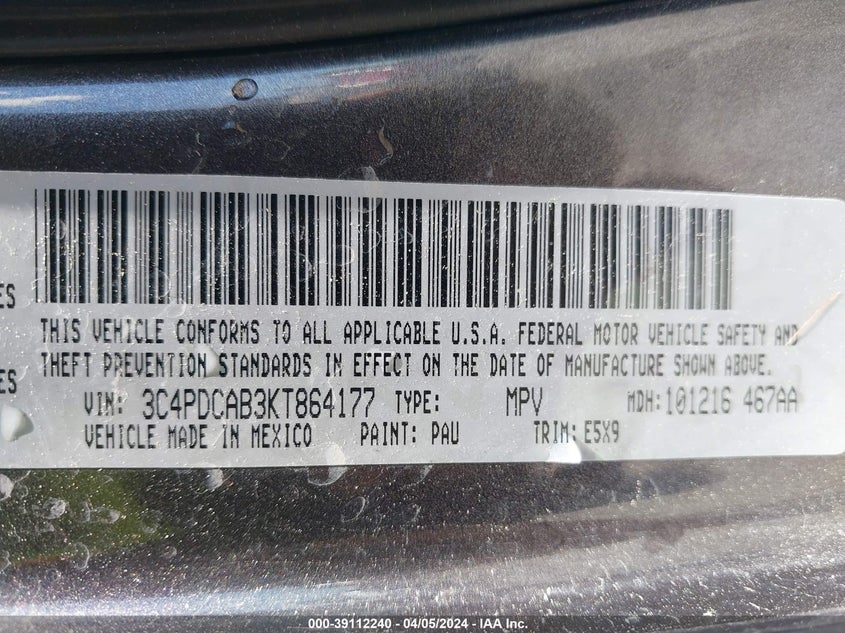 THIS VEHICLE CONFORMS TO ALL APPLICABLE U.S.A. FEDERAL MOTOR VEHICLE SAFETY AND
ES
THEFT PREVENTION STANDARDS IN EFFECT ON THE DATE OF MANUFACTURE SHOWN ABOVE.
ES
VIN: 3C4PDCAB3KT864177 TYPE: MPV MDH: 101216 467AA
VEHICLE MADE IN MEXICO PAINT: PAU TRIM: E5X9
000-39112240 - 04/05/2024 - IAA Inc.